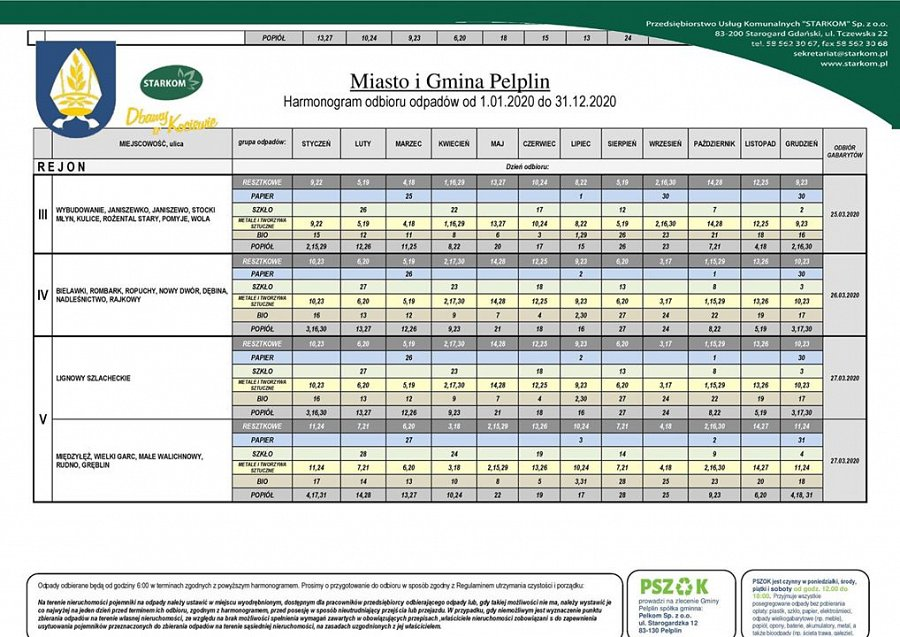 Przedsiębiorstwo Usług Komunalnych "STARKOM" Sp. z o.o.
83-200 Starogard Gdański, ul. Tczewska 22
tel. 58 562 30 67, fax 58 562 30 68
sekretariat@starkom.pl
www.starkom.pl
POPIÓŁ 13,27 10,24 9,23 6,20 18 15 13 24
STARKOM
Dbamy o Kociewie
Miasto i Gmina Pelplin
Harmonogram odbioru odpadów od 1.01.2020 do 31.12.2020
MIEJSCOWOŚĆ, ulica grupa odpadów: STYCZEŃ LUTY MARZEC KWIECIEŃ MAJ CZERWIEC LIPIEC SIERPIEŃ WRZESIEŃ PAŹDZIERNIK LISTOPAD GRUDZIEŃ ODBIÓR GABARYTÓW
REJON Dzień odbioru:
III WYBUDOWANIE, JANISZEWKO, JANISZEWO, STOCKI MŁYN, KULICE, ROŻENTAL STARY, POMYJE, WOLA 25.03.2020
RESZTKOWE 9,22 5,19 4,18 1,16,29 13,27 10,24 8,22 5,19 2,16,30 14,28 12,25 9,23
PAPIER 25 1 30 30
SZKŁO 26 22 17 12 7 2
METALE I TWORZYWA SZTUCZNE 9,22 5,19 4,18 1,16,29 13,27 10,24 8,22 5,19 2,16,30 14,28 12,25 9,23
BIO 15 12 11 8 6 3 1,29 26 23 21 18 16
POPIÓŁ 2,15,29 12,26 11,25 8,22 20 17 15 26 23 7,21 4,18 2,16,30
IV BIELAWKI, ROMBARK, ROPUCHY, NOWY DWÓR, DĘBINA, NADLEŚNICTWO, RAJKOWY 26.03.2020
RESZTKOWE 10,23 6,20 5,19 2,17,30 14,28 12,25 9,23 6,20 3,17 1,15,29 13,26 10,23
PAPIER 26 2 1 30
SZKŁO 27 23 18 13 8 3
METALE I TWORZYWA SZTUCZNE 10,23 6,20 5,19 2,17,30 14,28 12,25 9,23 6,20 3,17 1,15,29 13,26 10,23
BIO 16 13 12 9 7 4 2,30 27 24 22 19 17
POPIÓŁ 3,16,30 13,27 12,26 9,23 21 18 16 27 24 8,22 5,19 3,17,30
V LIGNOWY SZLACHECKIE 27.03.2020
RESZTKOWE 10,23 6,20 5,19 2,17,30 14,28 12,25 9,23 6,20 3,17 1,15,29 13,26 10,23
PAPIER 26 2 1 30
SZKŁO 27 23 18 13 8 3
METALE I TWORZYWA SZTUCZNE 10,23 6,20 5,19 2,17,30 14,28 12,25 9,23 6,20 3,17 1,15,29 13,26 10,23
BIO 16 13 12 9 7 4 2,30 27 24 22 19 17
POPIÓŁ 3,16,30 13,27 12,26 9,23 21 18 16 27 24 8,22 5,19 3,17,30
MIĘDZYŁĘŻ, WIELKI GARC, MAŁE WALICHNOWY, RUDNO, GRĘBLIN 27.03.2020
RESZTKOWE 11,24 7,21 6,20 3,18 2,15,29 13,26 10,24 7,21 4,18 2,16,30 14,27 11,24
PAPIER 27 3 2 31
SZKŁO 28 24 19 14 9 4
METALE I TWORZYWA SZTUCZNE 11,24 7,21 6,20 3,18 2,15,29 13,26 10,24 7,21 4,18 2,16,30 14,27 11,24
BIO 17 14 13 10 8 5 3,31 28 25 23 20 18
POPIÓŁ 4,17,31 14,28 13,27 10,24 22 19 17 28 25 9,23 6,20 4,18, 31
Odpady odbierane będą od godziny 6:00 w terminach zgodnych z powyższym harmonogramem. Prosimy o przygotowanie do odbioru w sposób zgodny z Regulaminem utrzymania czystości i porządku:
Na terenie nieruchomości pojemniki na odpady należy ustawić w miejscu wyodrębnionym, dostępnym dla pracowników przedsiębiorcy odbierającego odpady lub, gdy takiej możliwości nie ma, należy wystawić je
co najwyżej na jeden dzień przed terminem ich odbioru, zgodnym z harmonogramem, przed posesję w sposób nieutrudniający przejścia lub przejazdu. W przypadku, gdy niemożliwym jest wyznaczenie punktu
zbierania odpadów na terenie własnej nieruchomości, ze względu na brak możliwości spełnienia wymagań zawartych w obowiązujących przepisach ,właściciele nieruchomości zobowiązani s do zapewnienia
usytuowania pojemników przeznaczonych do zbierania odpadów na terenie sąsiedniej nieruchomości, na zasadach uzgodnionych z jej właścicielem.
PSZOK
prowadzi na zlecenie Gminy
Pelplin spółka gminna:
Pelkom Sp. z o.o.
ul. Starogardzka 12
83-130 Pelplin
PSZOK jest czynny w poniedziałki, środy,
piątki i soboty od godz. 12.00 do
18.00. Przyjmuje wszystkie
posegregowane odpady bez pobierania
opłaty: plastik, szkło, papier, elektrośmieci,
odpady wielkogabarytowe (np. meble),
popiół, opony, baterie, akumulatory, metal, a
także bioodpady (np. ścięta trawa, gałęzie),